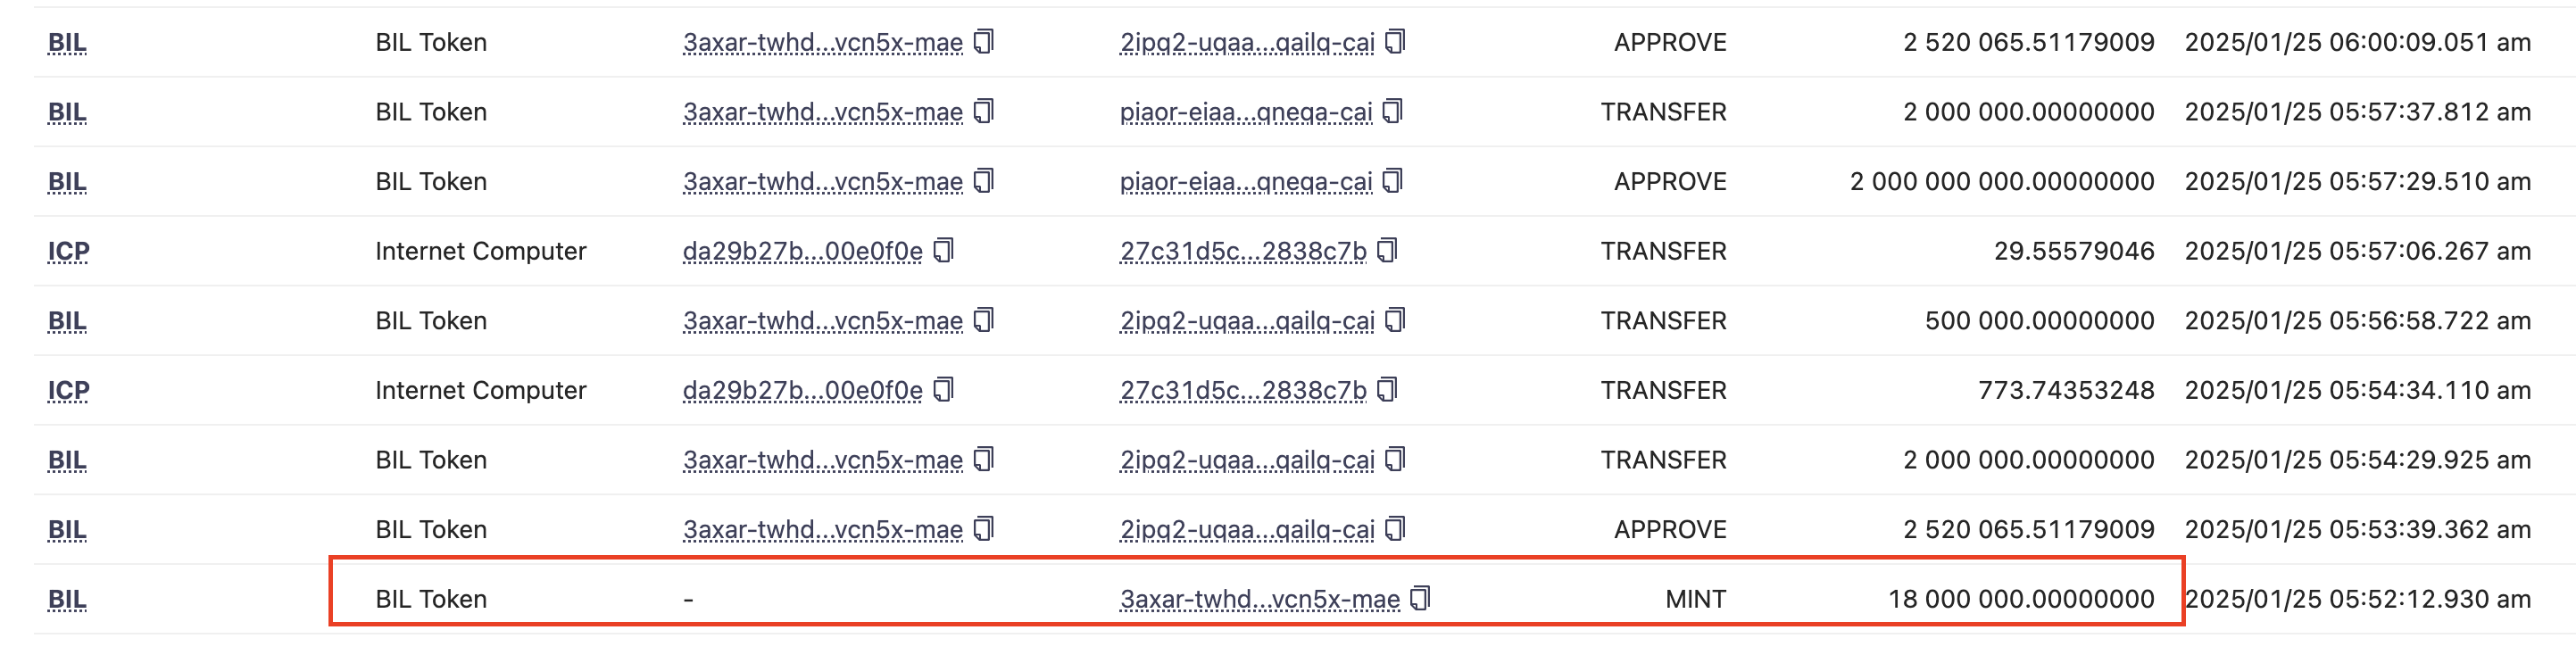 BIL BIL Token 3axar-twhd...vcn5x-mae 2ipq2-uqaa...qailq-cai APPROVE 2 520 065.51179009 2025/01/25 06:00:09.051 am
BIL BIL Token 3axar-twhd...vcn5x-mae piaor-eiaa...qneqa-cai TRANSFER 2 000 000.00000000 2025/01/25 05:57:37.812 am
BIL BIL Token 3axar-twhd...vcn5x-mae piaor-eiaa...qneqa-cai APPROVE 2 000 000 000.00000000 2025/01/25 05:57:29.510 am
ICP Internet Computer da29b27b...00e0f0e 27c31d5c...2838c7b TRANSFER 29.55579046 2025/01/25 05:57:06.267 am
BIL BIL Token 3axar-twhd...vcn5x-mae 2ipq2-uqaa...qailq-cai TRANSFER 500 000.00000000 2025/01/25 05:56:58.722 am
ICP Internet Computer da29b27b...00e0f0e 27c31d5c...2838c7b TRANSFER 773.74353248 2025/01/25 05:54:34.110 am
BIL BIL Token 3axar-twhd...vcn5x-mae 2ipq2-uqaa...qailq-cai TRANSFER 2 000 000.00000000 2025/01/25 05:54:29.925 am
BIL BIL Token 3axar-twhd...vcn5x-mae 2ipq2-uqaa...qailq-cai APPROVE 2 520 065.51179009 2025/01/25 05:53:39.362 am
BIL BIL Token - 3axar-twhd...vcn5x-mae MINT 18 000 000.00000000 2025/01/25 05:52:12.930 am